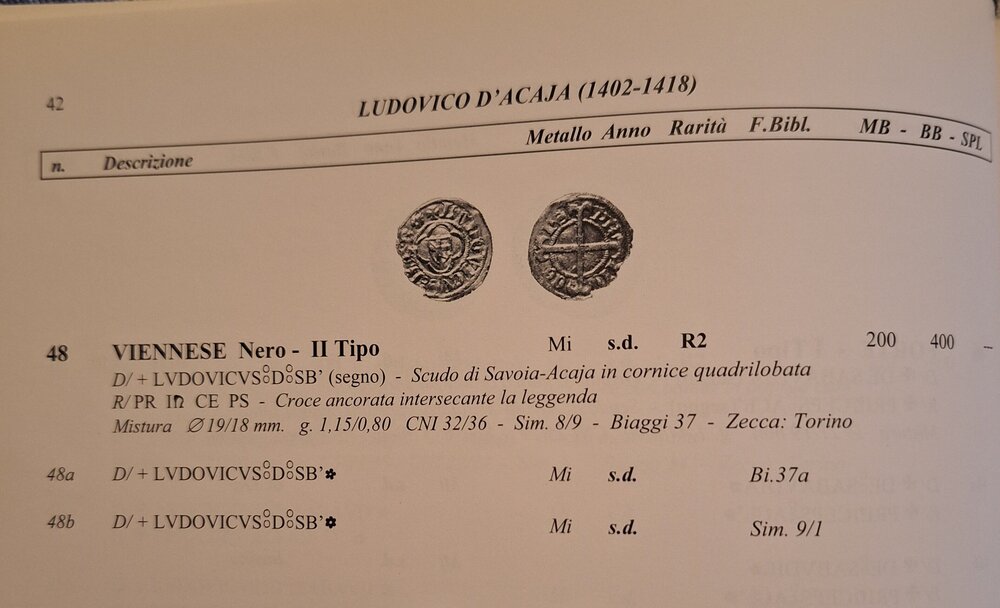 42
LUDOVICO D'ACAJA (1402-1418)
n. Descrizione Metallo Anno Rarità F.Bibl. MB - BB - SPL
48 VIENNESE Nero - II Tipo Mi s.d. R2 200 400 –
D/ + LVDOVICVS°°D°°SB' (segno) - Scudo di Savoia-Acaja in cornice quadrilobata
R/ PR IN CE PS - Croce ancorata intersecante la leggenda
Mistura Ø 19/18 mm. g. 1,15/0,80 CNI 32/36 - Sim. 8/9 - Biaggi 37 - Zecca: Torino
48a D/ + LVDOVICVS°°D°°SB'✽ Mi s.d. Bi.37a
48b D/ + LVDOVICVS°°D°°SB'✽ Mi s.d. Sim. 9/1